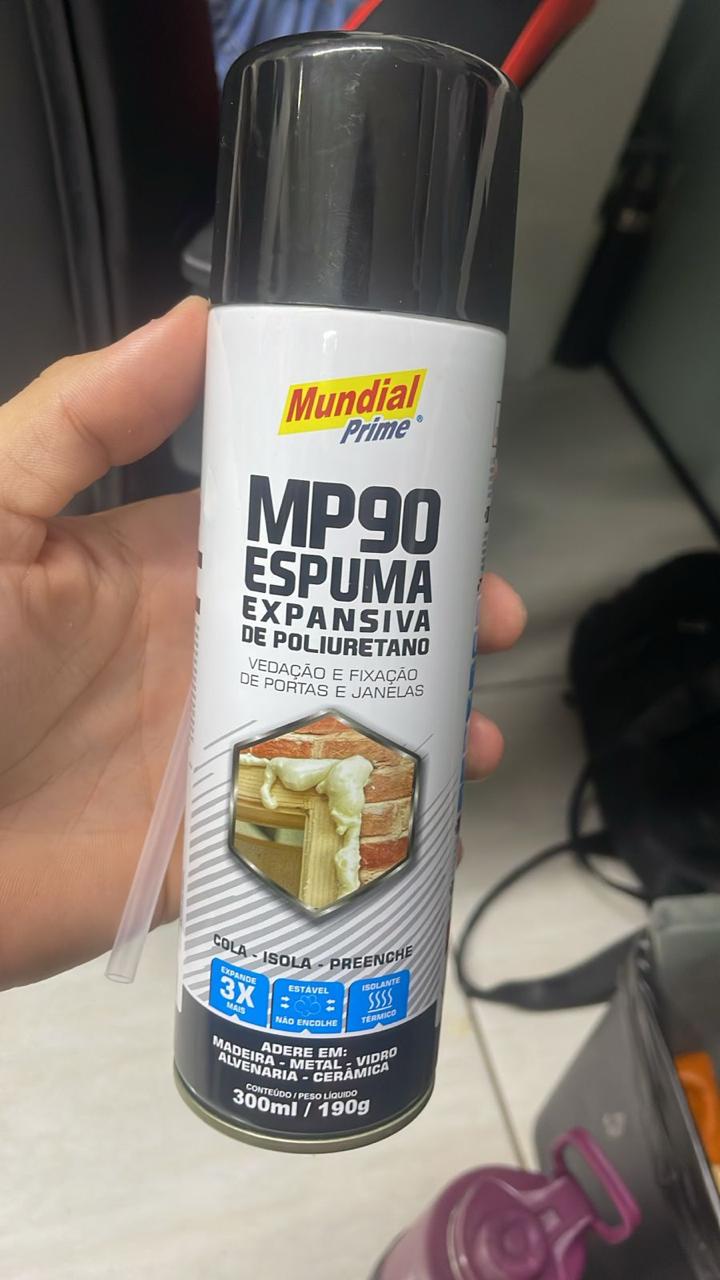 Mundial
Prime®
MP90
ESPUMA
EXPANSIVA
DE POLIURETANO
VEDAÇÃO E FIXAÇÃO
DE PORTAS E JANELAS
COLA - ISOLA - PREENCHE
EXPANDE
3X
MAIS
ESTÁVEL
NÃO ENCOLHE
ISOLANTE
TÉRMICO
ADERE EM:
MADEIRA - METAL - VIDRO
ALVENARIA - CERÂMICA
CONTEÚDO / PESO LÍQUIDO
300ml / 190g